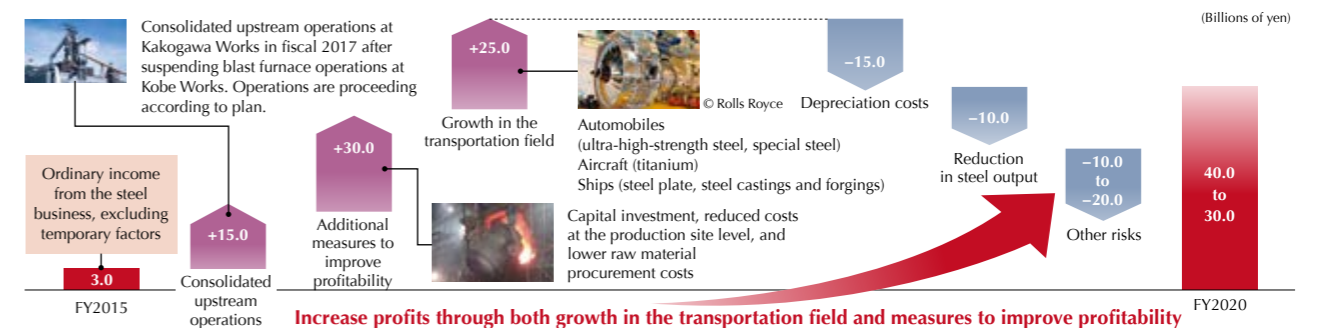 (Billions of yen)
Consolidated upstream operations at
Kakogawa Works in fiscal 2017 after
suspending blast furnace operations at
Kobe Works. Operations are proceeding
according to plan.
Ordinary income
from the steel
business, excluding
temporary factors
3.0
FY2015
+15.0
Consolidated
upstream
operations
+30.0
Additional
measures to
improve
profitability
+25.0
Growth in the
transportation field
© Rolls Royce
Automobiles
(ultra-high-strength steel, special steel)
Aircraft (titanium)
Ships (steel plate, steel castings and forgings)
Capital investment, reduced costs
at the production site level, and
lower raw material
procurement costs
−15.0
Depreciation costs
−10.0
Reduction
in steel output
−10.0
to
−20.0
Other risks
40.0
to
30.0
FY2020
Increase profits through both growth in the transportation field and measures to improve profitability